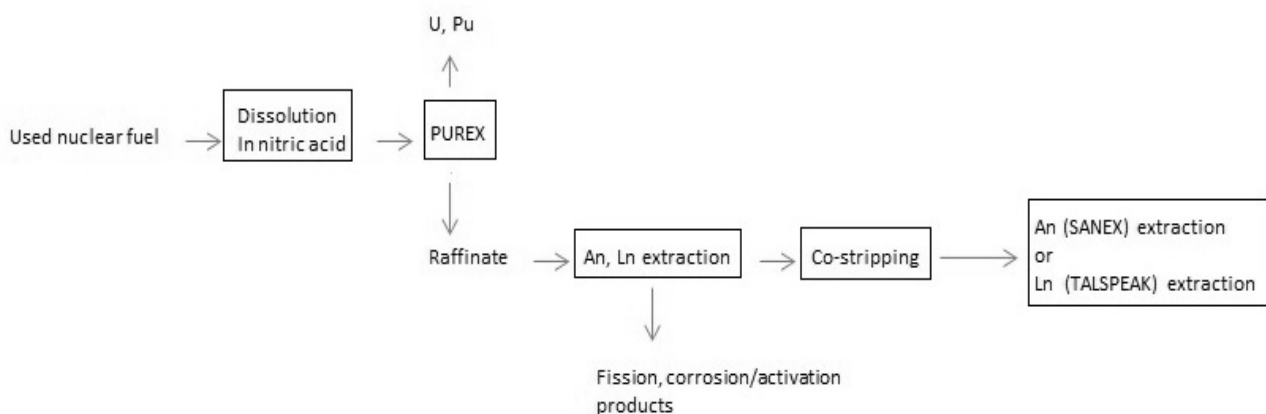 U, Pu
Used nuclear fuel
Dissolution
In nitric acid
PUREX
Raffinate
An, Ln extraction
Co-stripping
An (SANEX) extraction
or
Ln (TALSPEAK) extraction
Fission, corrosion/activation
products